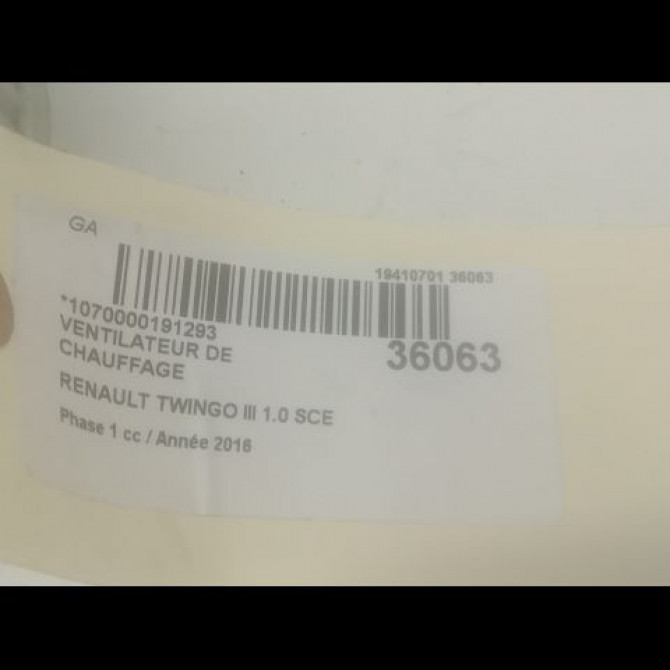 GA
19410701 36063
*1070000191293
36063
VENTILATEUR DE
CHAUFFAGE
RENAULT TWINGO III 1.0 SCE
Phase 1 cc / Année 2016